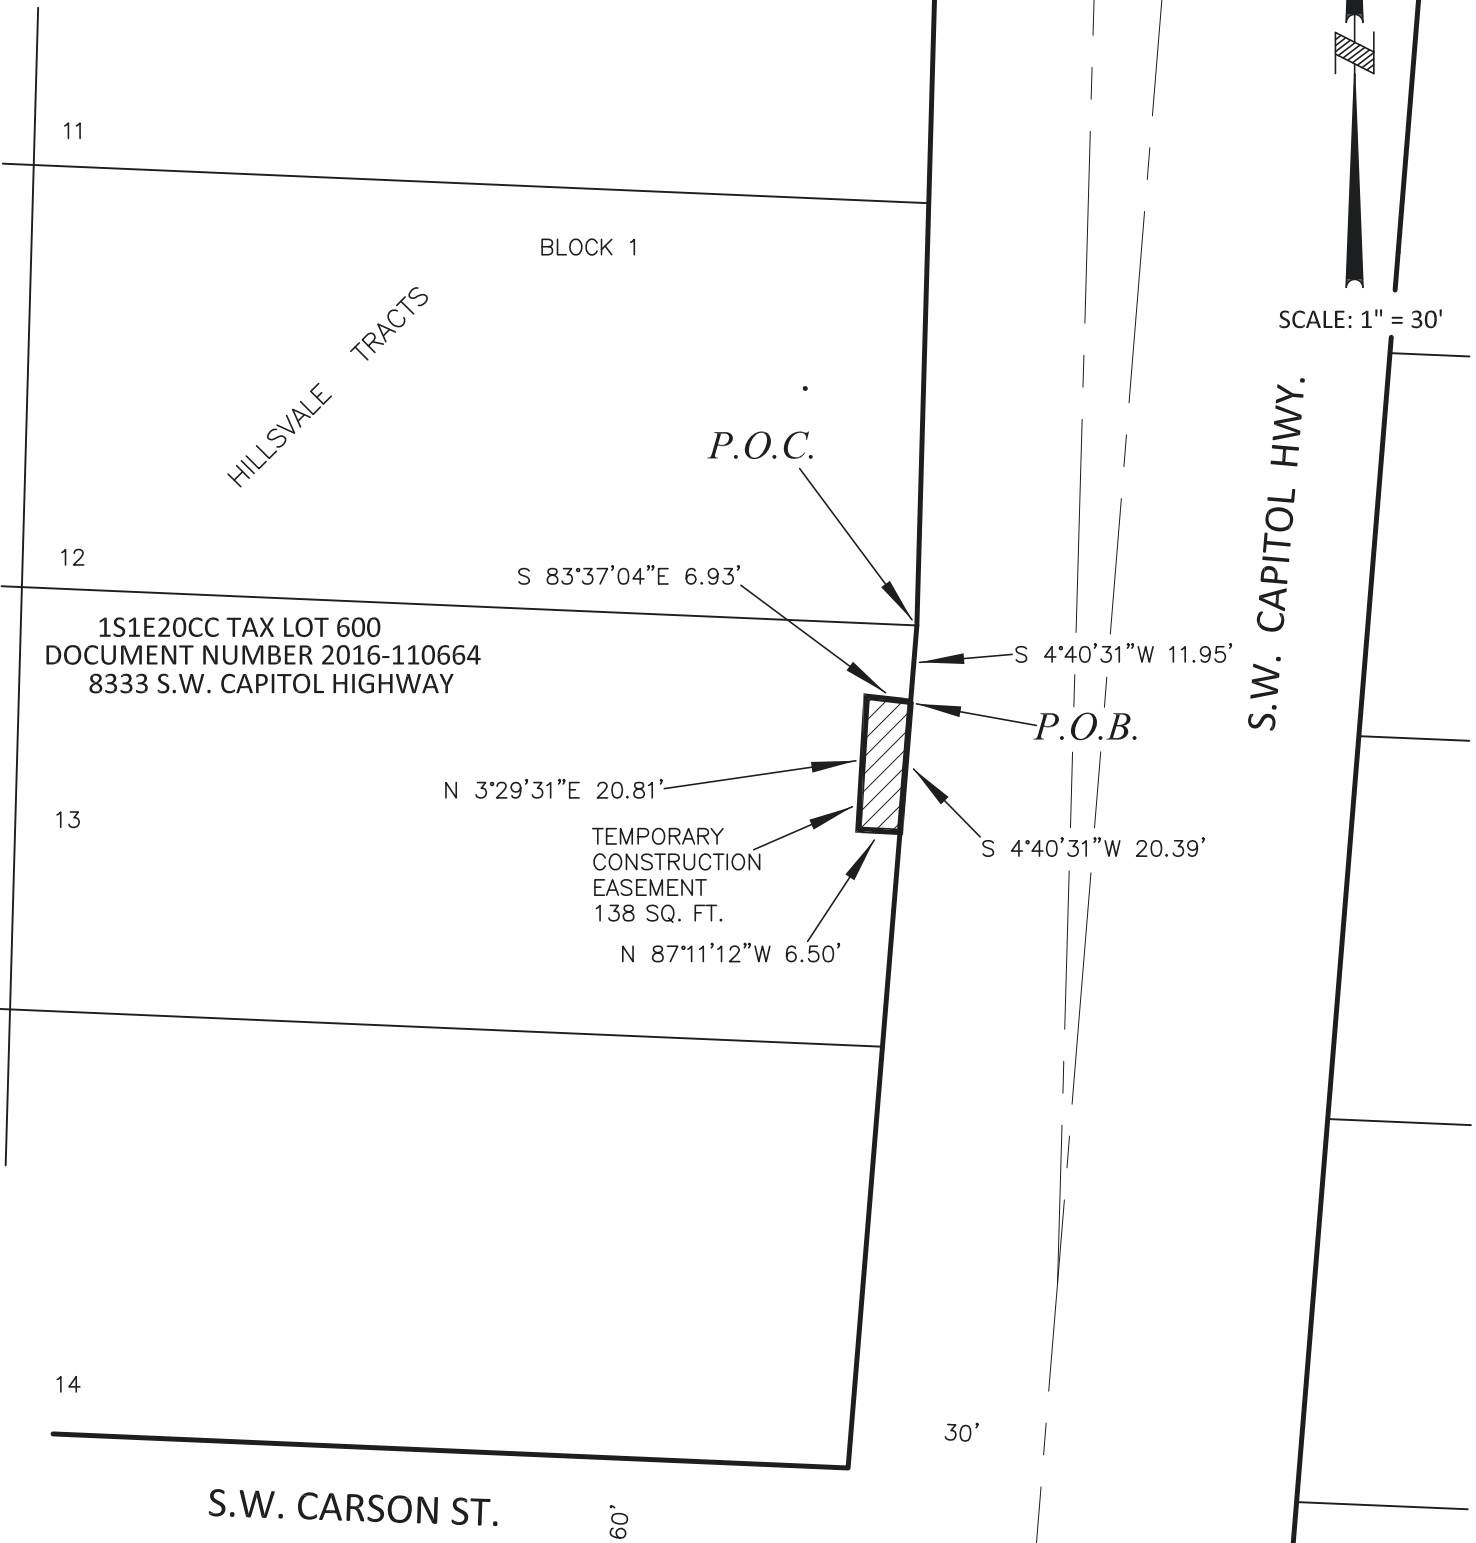 11
BLOCK 1
HILLSVALE TRACTS
SCALE: 1" = 30'
S.W. CAPITOL HWY.
P.O.C.
12
S 83°37'04"E 6.93'
1S1E20CC TAX LOT 600
DOCUMENT NUMBER 2016-110664
8333 S.W. CAPITOL HIGHWAY
S 4°40'31"W 11.95'
P.O.B.
N 3°29'31"E 20.81'
13
TEMPORARY
CONSTRUCTION
EASEMENT
138 SQ. FT.
S 4°40'31"W 20.39'
N 87°11'12"W 6.50'
14
30'
S.W. CARSON ST.
60'